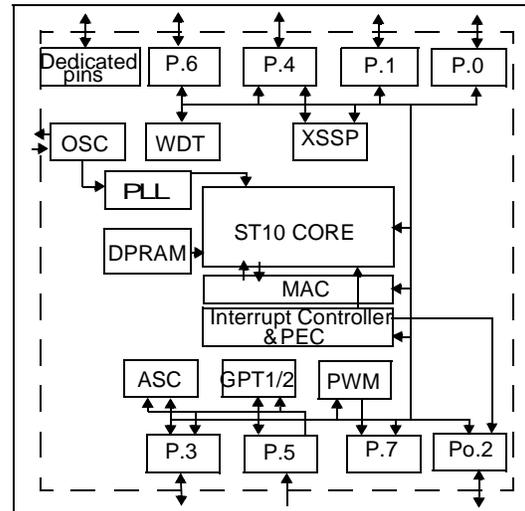 Dedicated
pins
P.6
P.4
P.1
P.0
OSC
WDT
XSSP
PLL
ST10 CORE
DPRAM
MAC
Interrupt Controller
&PEC
ASC
GPT1/2
PWM
P.3
P.5
P.7
Po.2